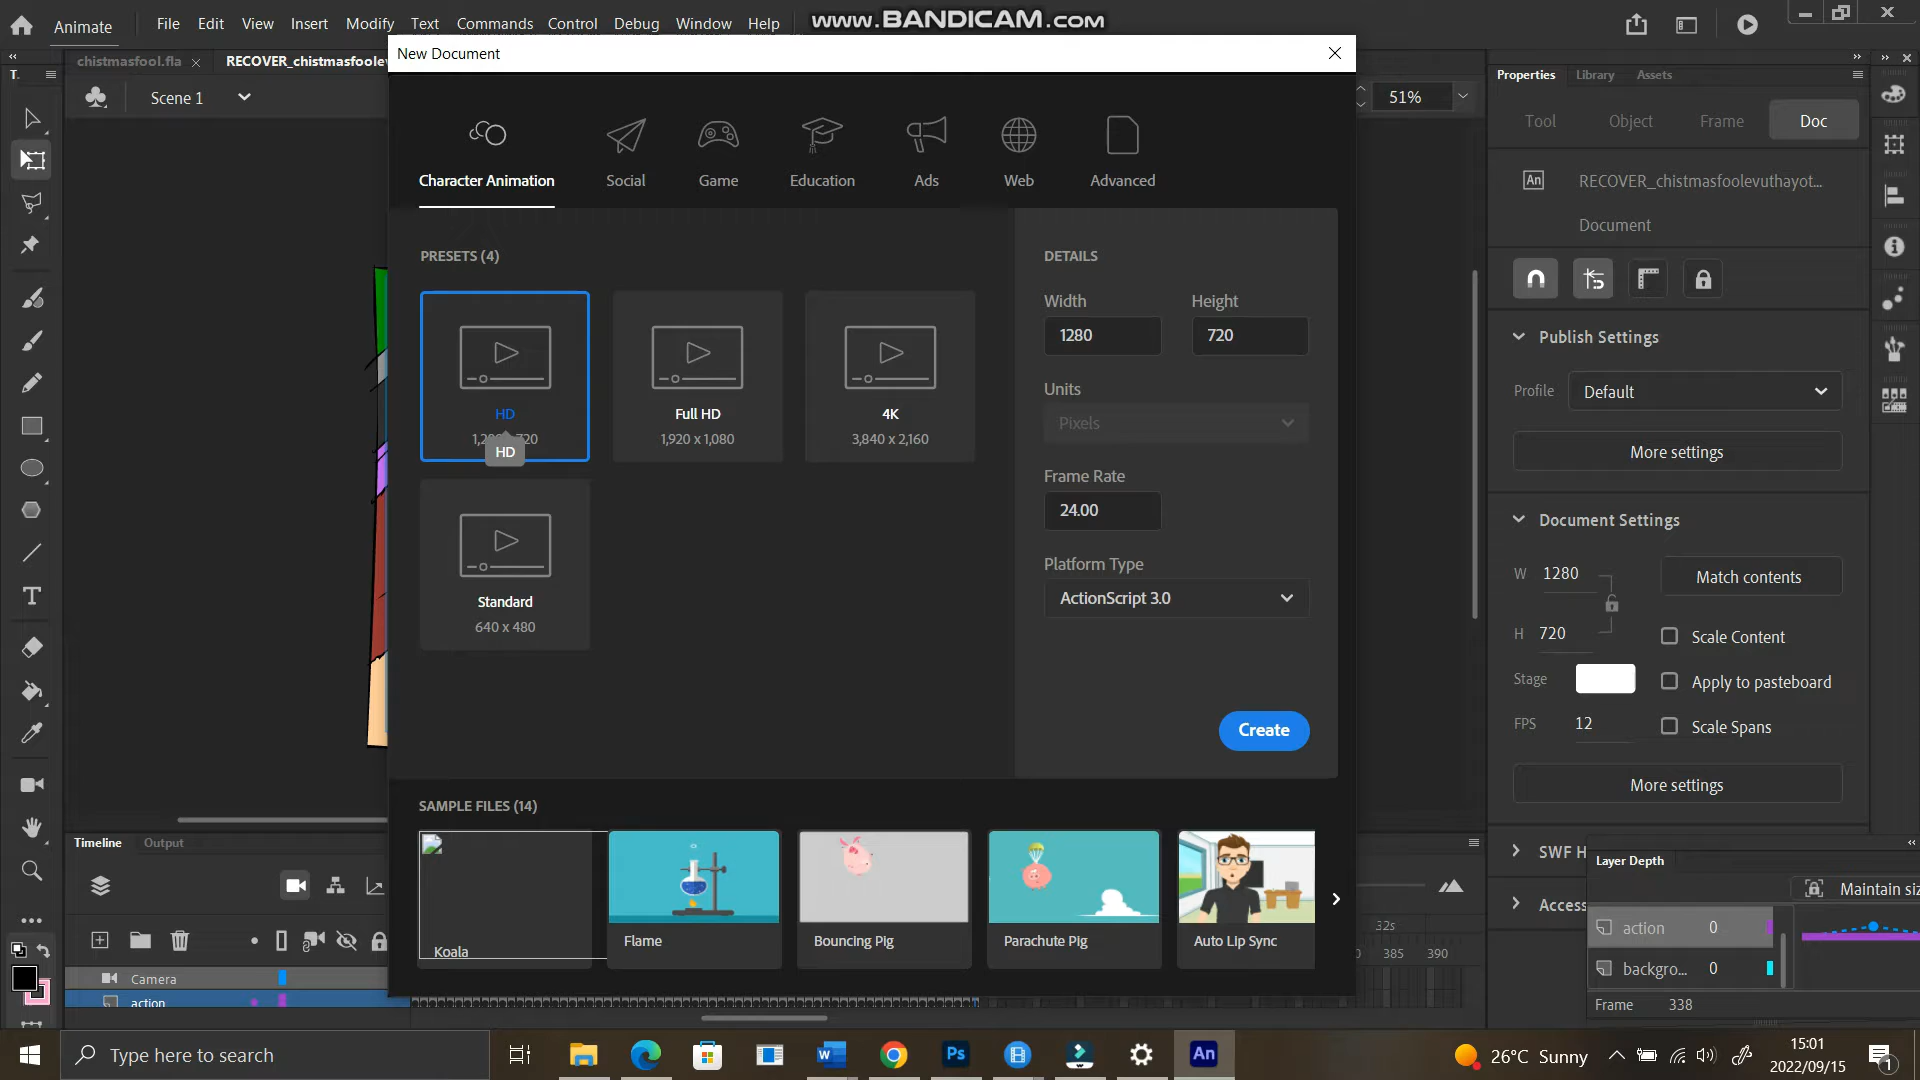 Animate
File
Edit
View
Insert
Modify
Text
Commands
Control
Debug
Window
Help
www.BANDICAM.com
chistmasfool.fla
RECOVER_chistmasfoolev
New Document
T.
Scene 1
51%
Properties
Library
Assets
Tool
Object
Frame
Doc
Character Animation
Social
Game
Education
Ads
Web
Advanced
An
RECOVER_chistmasfoolevuthayot...
Document
PRESETS (4)
DETAILS
Width
Height
1280
720
HD
HD
Full HD
1,920 x 1,080
4K
3,840 x 2,160
Standard
640 x 480
Units
Pixels
Frame Rate
24.00
Platform Type
ActionScript 3.0
Create
Publish Settings
Profile
Default
More settings
Document Settings
W 1280
H 720
Match contents
Scale Content
Stage
Apply to pasteboard
FPS 12
Scale Spans
More settings
SWF H
Access
SAMPLE FILES (14)
Koala
Flame
Bouncing Pig
Parachute Pig
Auto Lip Sync
Timeline
Output
Camera
action
32s
385
390
Layer Depth
Maintain siz
action 0
backgro... 0
Frame 338
Type here to search
W
Ps
An
26°C Sunny
15:01
2022/09/15
1